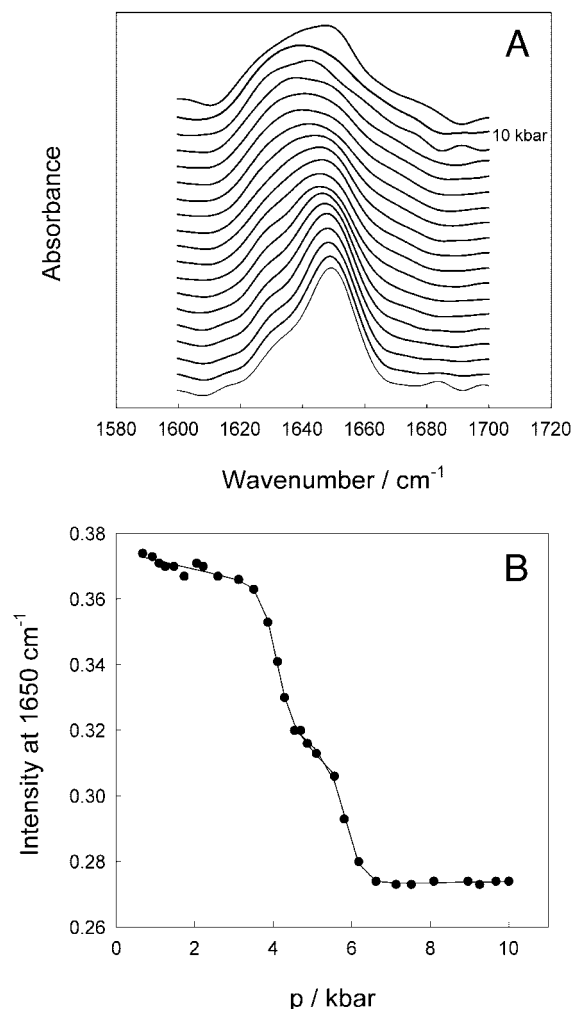 A
10 kbar
Absorbance
1580 1600 1620 1640 1660 1680 1700 1720
Wavenumber / cm⁻¹
0.38
B
0.36
0.34
0.32
0.30
0.28
0.26
Intensity at 1650 cm⁻¹
0 2 4 6 8 10
p / kbar